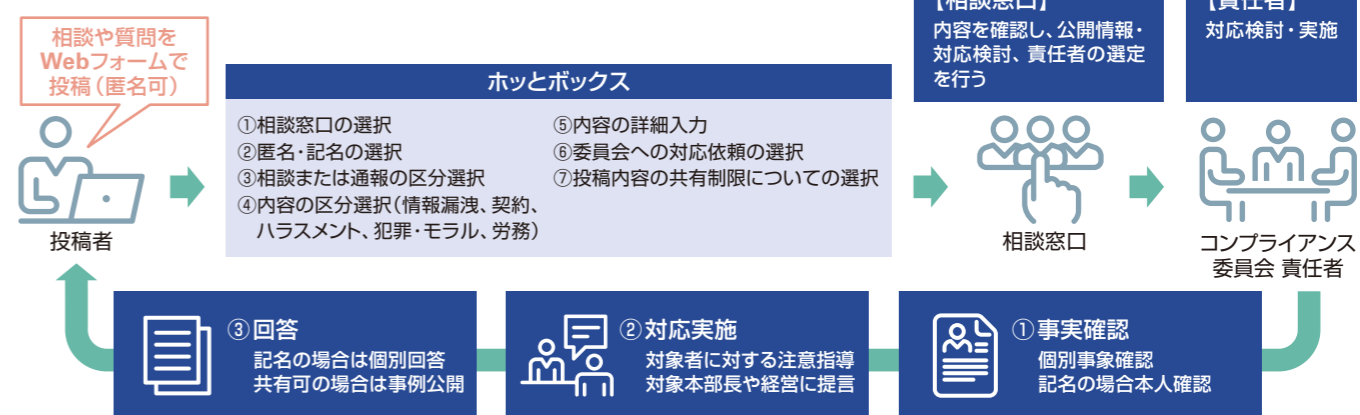 相談や質問を
Webフォームで
投稿（匿名可）
投稿者
ホッとボックス
①相談窓口の選択
②匿名・記名の選択
③相談または通報の区分選択
④内容の区分選択（情報漏洩、契約、
ハラスメント、犯罪・モラル、労務）
⑤内容の詳細入力
⑥委員会への対応依頼の選択
⑦投稿内容の共有制限についての選択
【相談窓口】
内容を確認し、公開情報・
対応検討、責任者の選定
を行う
相談窓口
【責任者】
対応検討・実施
コンプライアンス
委員会 責任者
①事実確認
個別事象確認
記名の場合本人確認
②対応実施
対象者に対する注意指導
対象本部長や経営に提言
③回答
記名の場合は個別回答
共有可の場合は事例公開